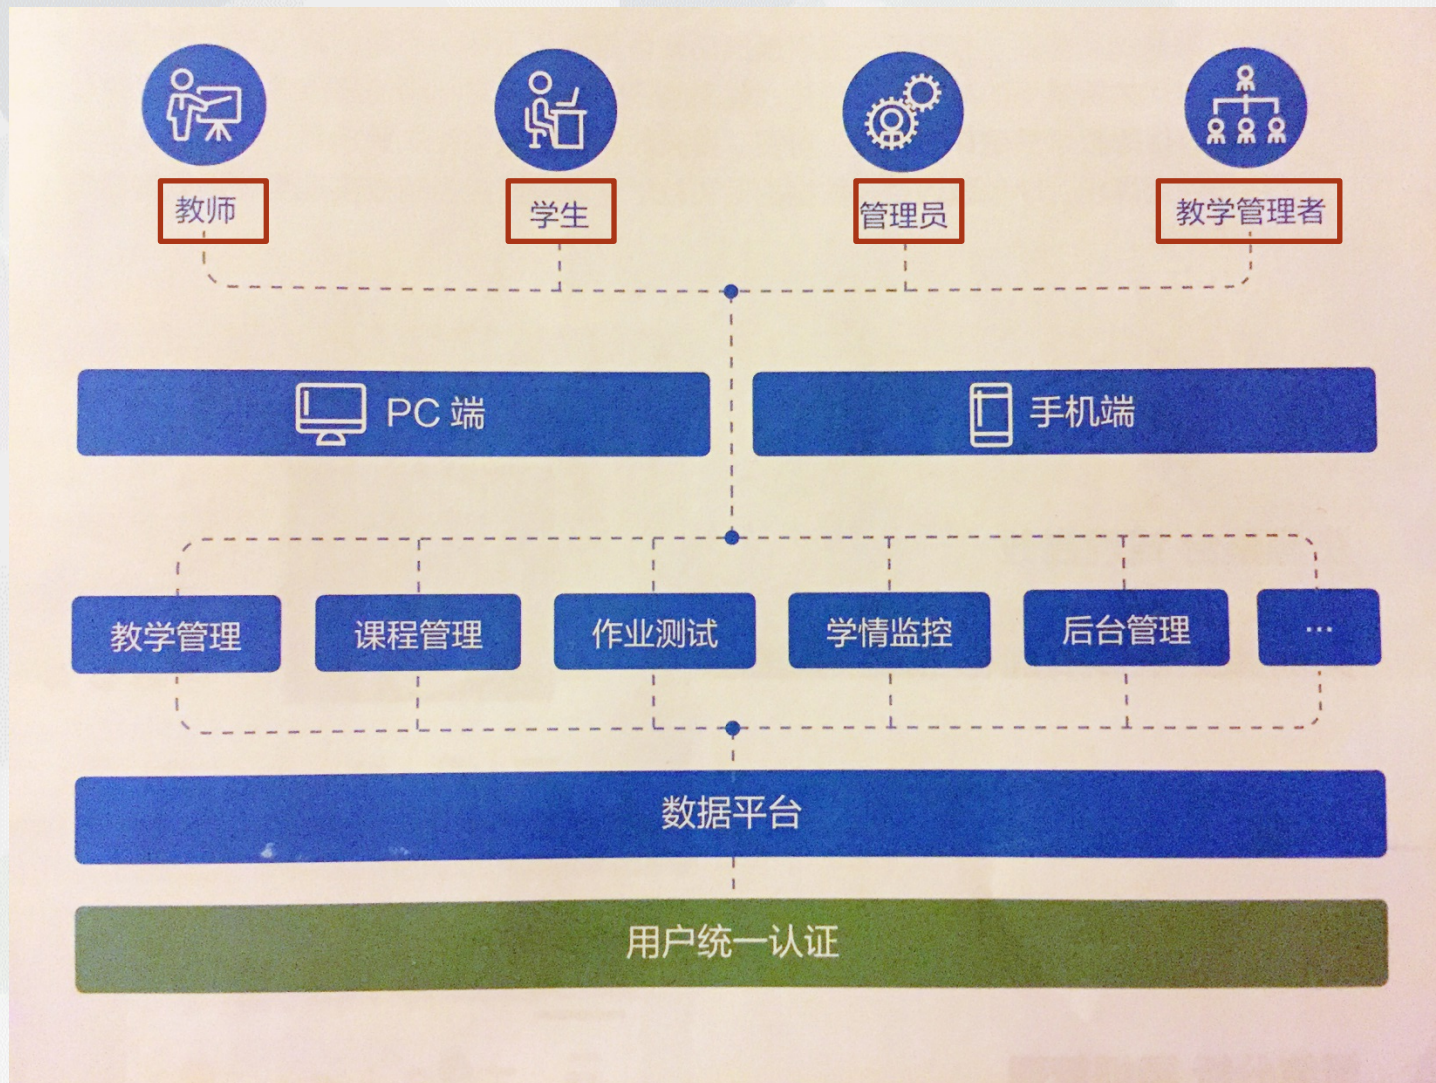 教师
学生
管理员
教学管理者
PC 端
手机端
教学管理
课程管理
作业测试
学情监控
后台管理
...
数据平台
用户统一认证